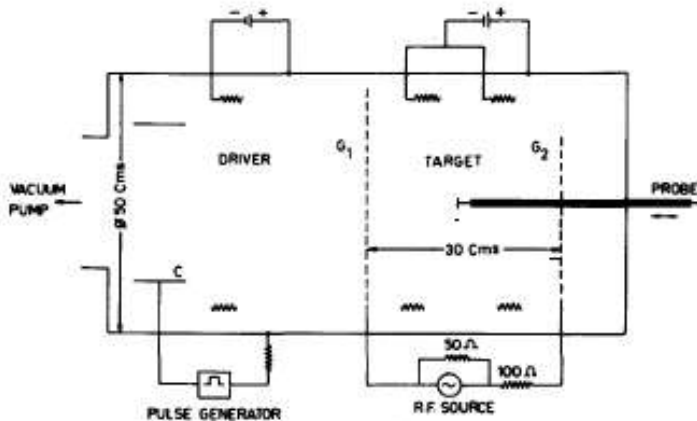 - +
- +
G1
DRIVER
TARGET
G2
VACUUM
PUMP
ø 50 Cms
PROBE
30 Cms
C
50 Ω
100 Ω
PULSE GENERATOR
R.F. SOURCE